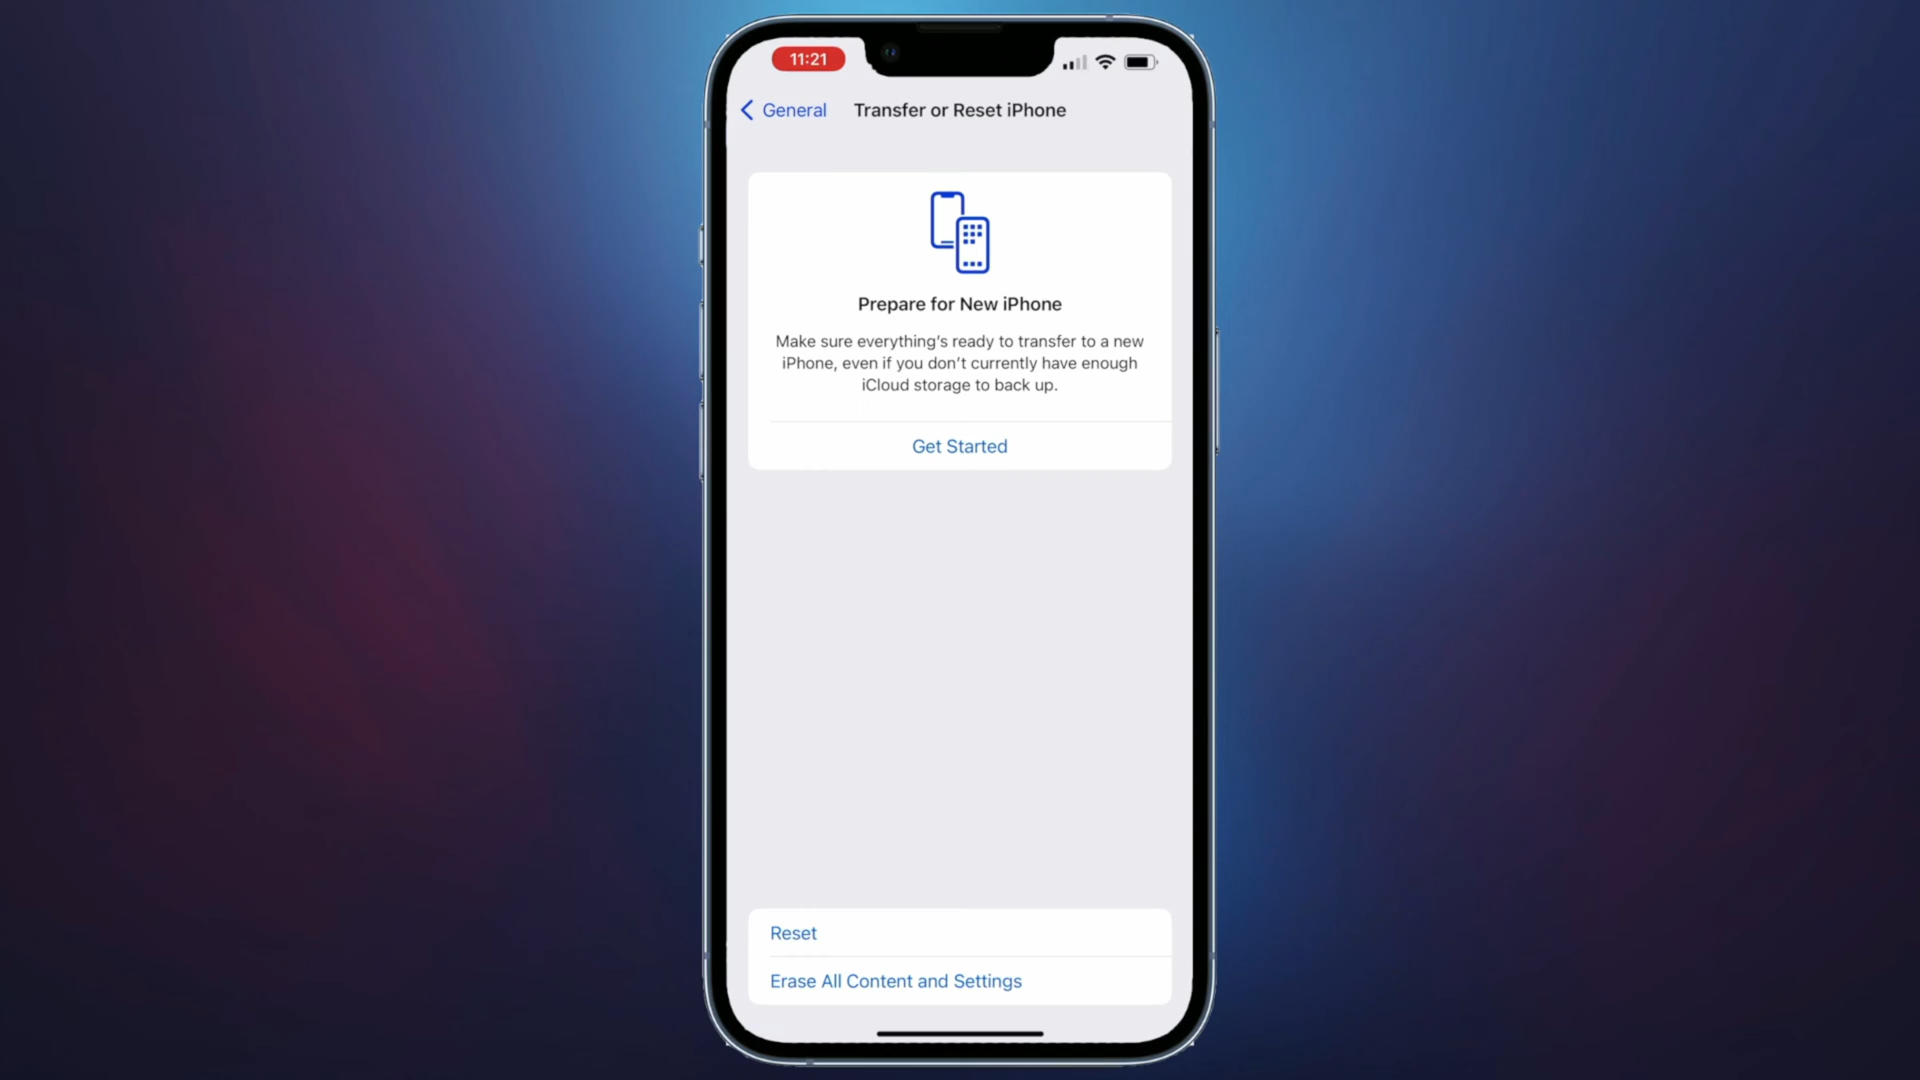 11:21
General
Transfer or Reset iPhone
Prepare for New iPhone
Make sure everything's ready to transfer to a new
iPhone, even if you don't currently have enough
iCloud storage to back up.
Get Started
Reset
Erase All Content and Settings